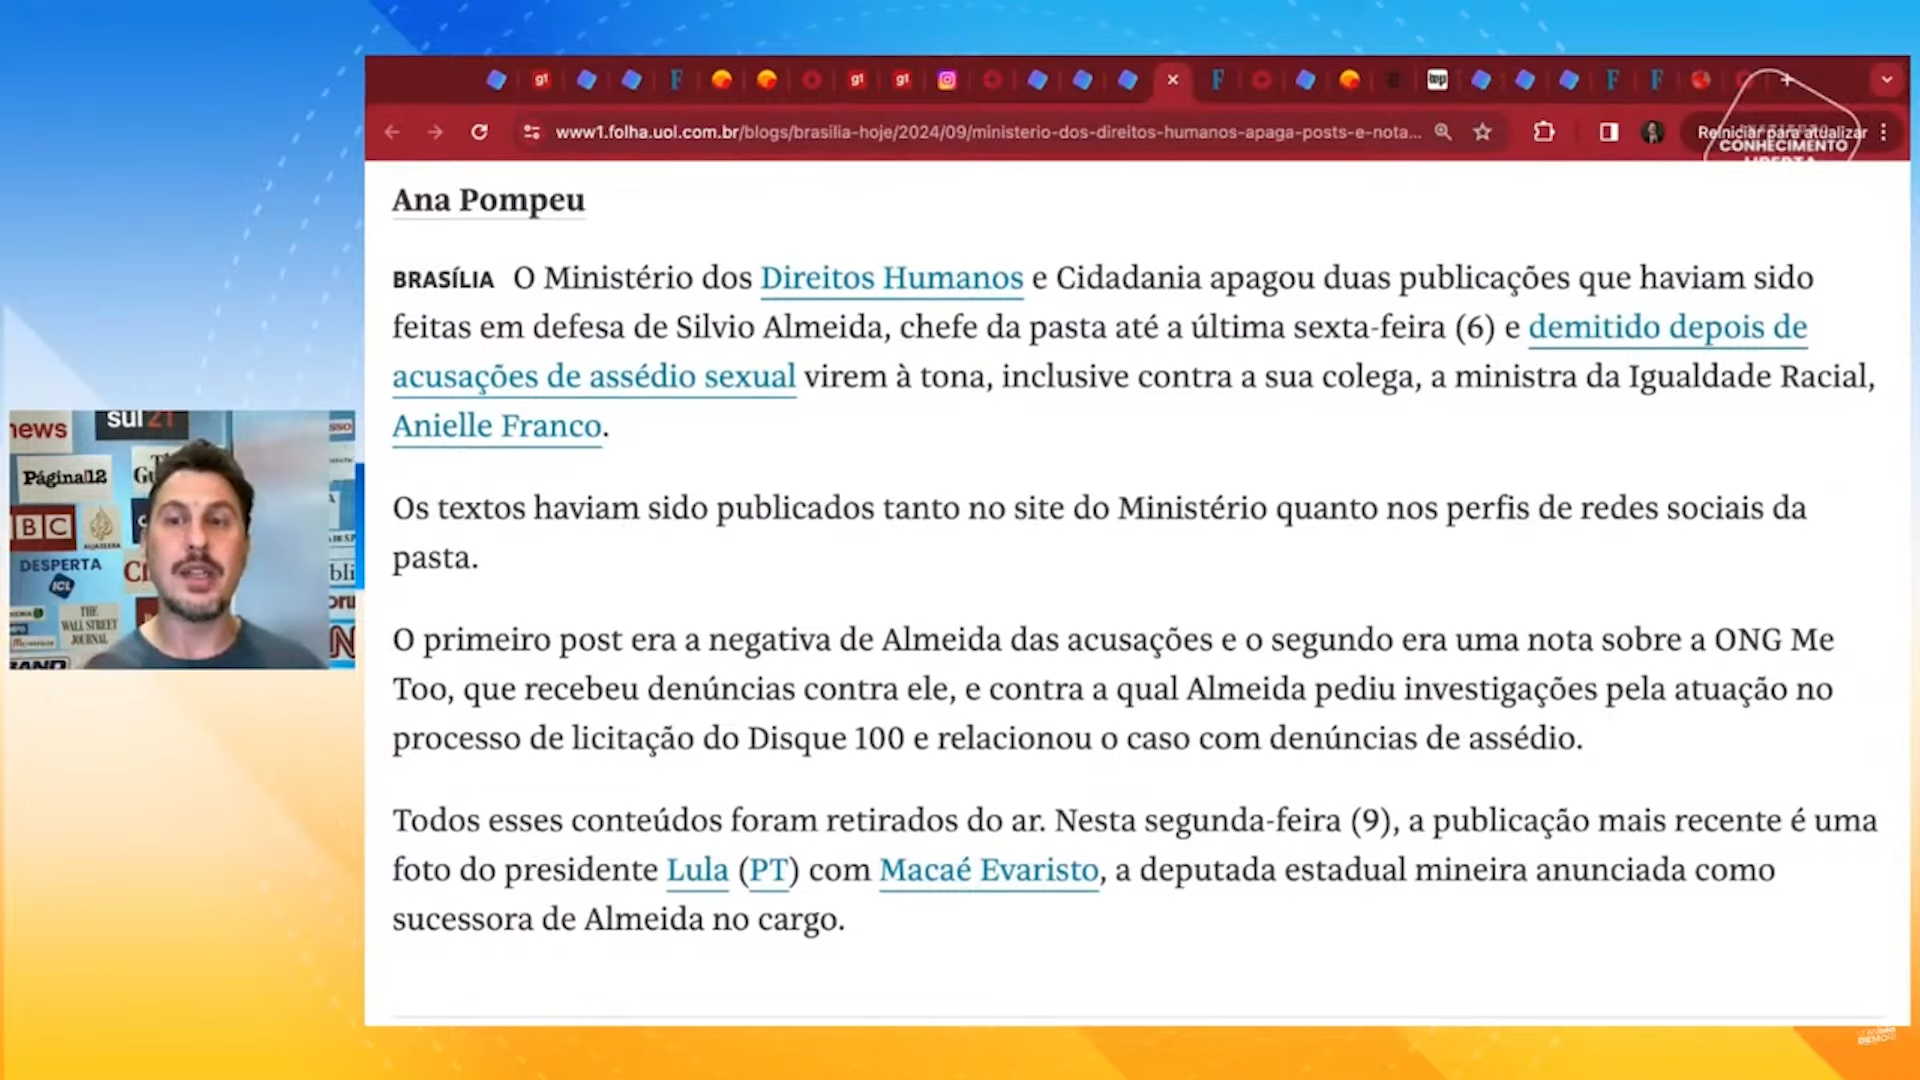 www1.folha.uol.com.br/blogs/brasilia-hoje/2024/09/ministerio-dos-direitos-humanos-apaga-posts-e-nota...
Reiniciar para atualizar
CONHECIMENTO
LIBERTA
Ana Pompeu
BRASÍLIA O Ministério dos Direitos Humanos e Cidadania apagou duas publicações que haviam sido
feitas em defesa de Silvio Almeida, chefe da pasta até a última sexta-feira (6) e demitido depois de
acusações de assédio sexual virem à tona, inclusive contra a sua colega, a ministra da Igualdade Racial,
Anielle Franco.
Os textos haviam sido publicados tanto no site do Ministério quanto nos perfis de redes sociais da
pasta.
O primeiro post era a negativa de Almeida das acusações e o segundo era uma nota sobre a ONG Me
Too, que recebeu denúncias contra ele, e contra a qual Almeida pediu investigações pela atuação no
processo de licitação do Disque 100 e relacionou o caso com denúncias de assédio.
Todos esses conteúdos foram retirados do ar. Nesta segunda-feira (9), a publicação mais recente é uma
foto do presidente Lula (PT) com Macaé Evaristo, a deputada estadual mineira anunciada como
sucessora de Almeida no cargo.
news
sul 21
Página12
BBC
ALJAZEERA
DESPERTA
ICL
THE
WALL STREET
JOURNAL
BAND
DEMORI